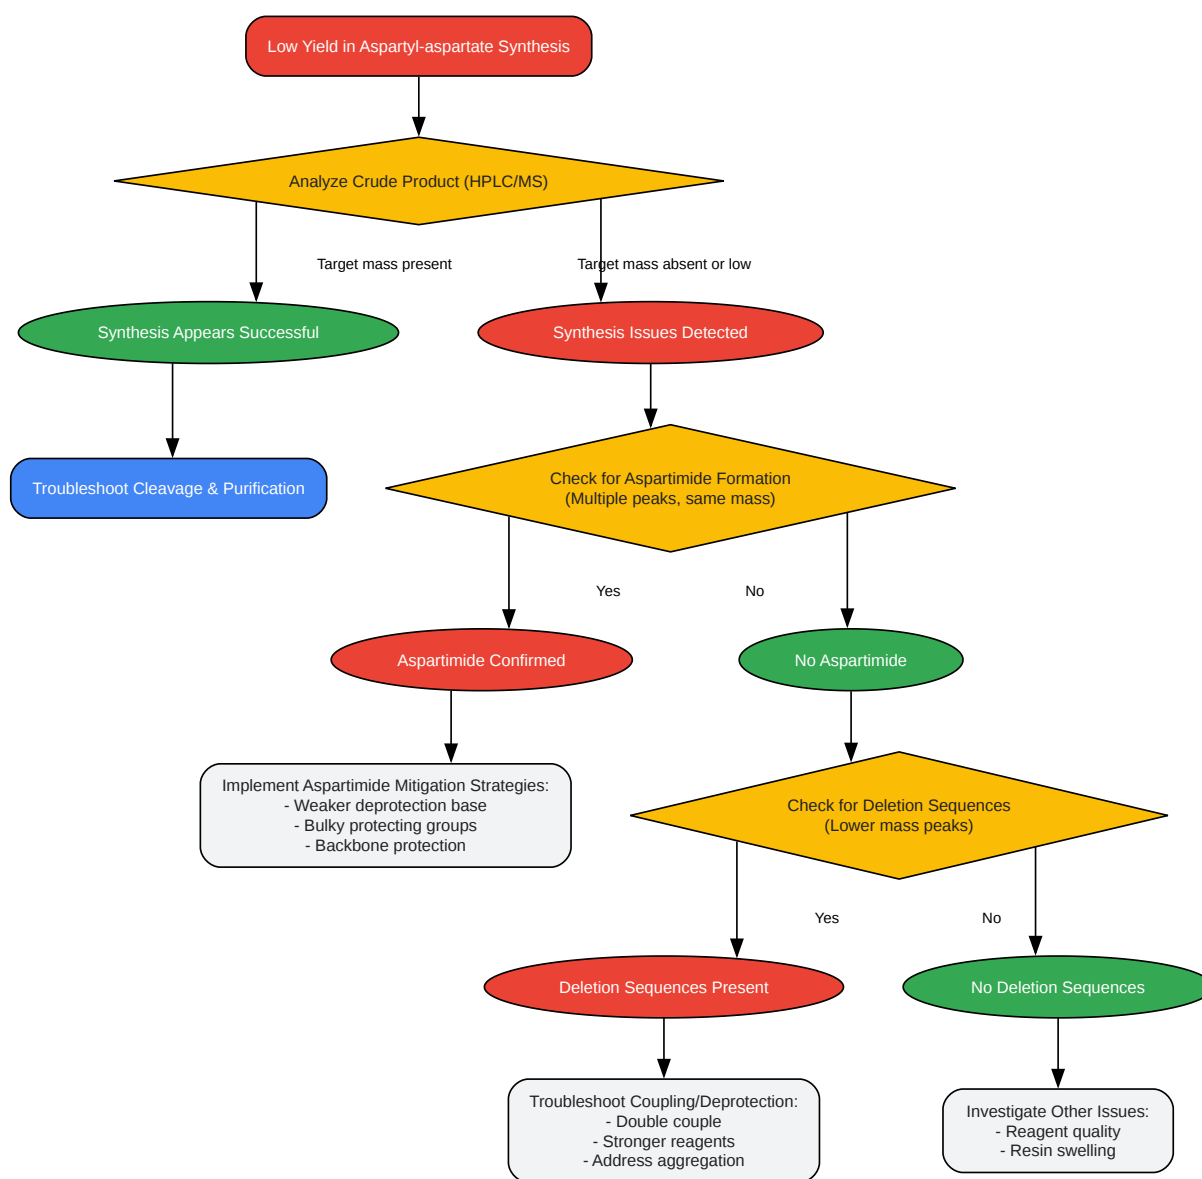 Low Yield in Aspartyl-aspartate Synthesis
Analyze Crude Product (HPLC/MS)
Target mass present
Target mass absent or low
Synthesis Appears Successful
Synthesis Issues Detected
Troubleshoot Cleavage & Purification
Check for Aspartimide Formation
(Multiple peaks, same mass)
Yes
No
Aspartimide Confirmed
No Aspartimide
Implement Aspartimide Mitigation Strategies:
- Weaker deprotection base
- Bulky protecting groups
- Backbone protection
Check for Deletion Sequences
(Lower mass peaks)
Yes
No
Deletion Sequences Present
No Deletion Sequences
Troubleshoot Coupling/Deprotection:
- Double couple
- Stronger reagents
- Address aggregation
Investigate Other Issues:
- Reagent quality
- Resin swelling